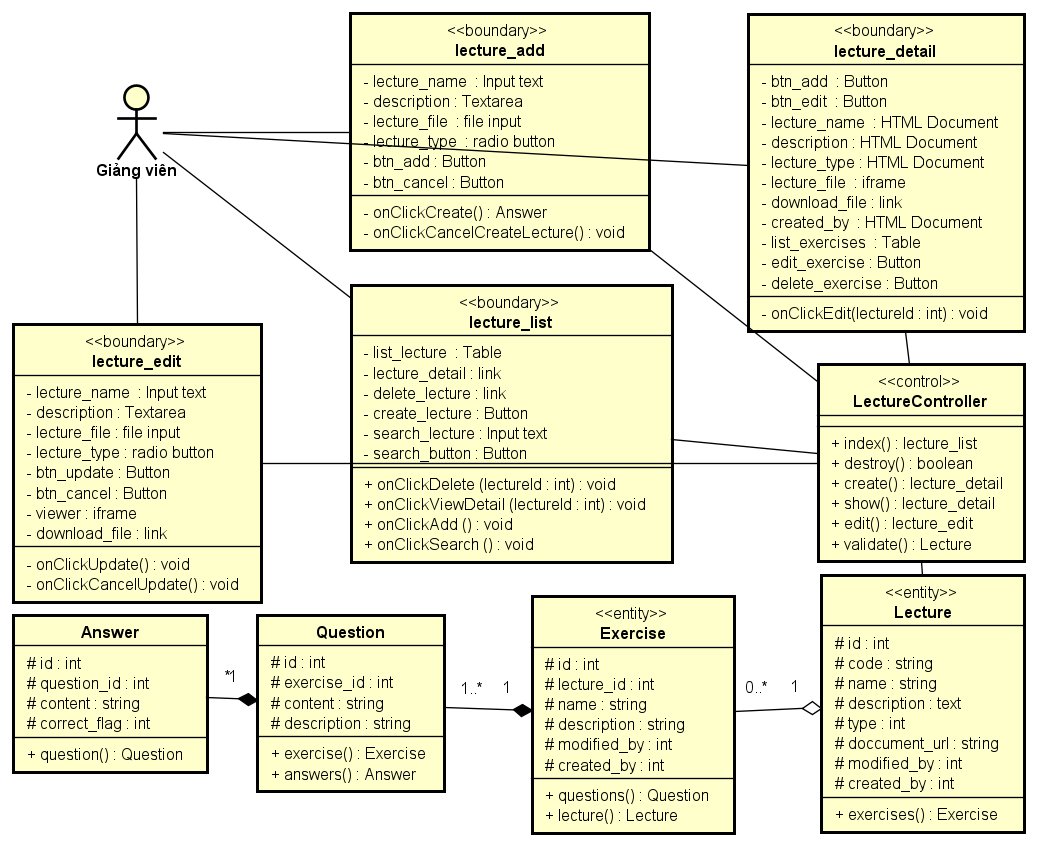 <<boundary>>
lecture_add
- lecture_name : Input text
- description : Textarea
- lecture_file : file input
- lecture_type : radio button
- btn_add : Button
- btn_cancel : Button
- onClickCreate() : Answer
- onClickCancelCreateLecture() : void
<<boundary>>
lecture_detail
- btn_add : Button
- btn_edit : Button
- lecture_name : HTML Document
- description : HTML Document
- lecture_type : HTML Document
- lecture_file : iframe
- download_file : link
- created_by : HTML Document
- list_exercises : Table
- edit_exercise : Button
- delete_exercise : Button
- onClickEdit(lectureId : int) : void
Giảng viên
<<boundary>>
lecture_edit
- lecture_name : Input text
- description : Textarea
- lecture_file : file input
- lecture_type : radio button
- btn_update : Button
- btn_cancel : Button
- viewer : iframe
- download_file : link
- onClickUpdate() : void
- onClickCancelUpdate() : void
<<boundary>>
lecture_list
- list_lecture : Table
- lecture_detail : link
- delete_lecture : link
- create_lecture : Button
- search_lecture : Input text
- search_button : Button
+ onClickDelete (lectureId : int) : void
+ onClickViewDetail (lectureId : int) : void
+ onClickAdd () : void
+ onClickSearch () : void
<<control>>
LectureController
+ index() : lecture_list
+ destroy() : boolean
+ create() : lecture_detail
+ show() : lecture_detail
+ edit() : lecture_edit
+ validate() : Lecture
Answer
# id : int
# question_id : int
# content : string
# correct_flag : int
+ question() : Question
*1
Question
# id : int
# exercise_id : int
# content : string
# description : string
+ exercise() : Exercise
+ answers() : Answer
1..* 1
<<entity>>
Exercise
# id : int
# lecture_id : int
# name : string
# description : string
# modified_by : int
# created_by : int
+ questions() : Question
+ lecture() : Lecture
0..* 1
<<entity>>
Lecture
# id : int
# code : string
# name : string
# description : text
# type : int
# doccument_url : string
# modified_by : int
# created_by : int
+ exercises() : Exercise